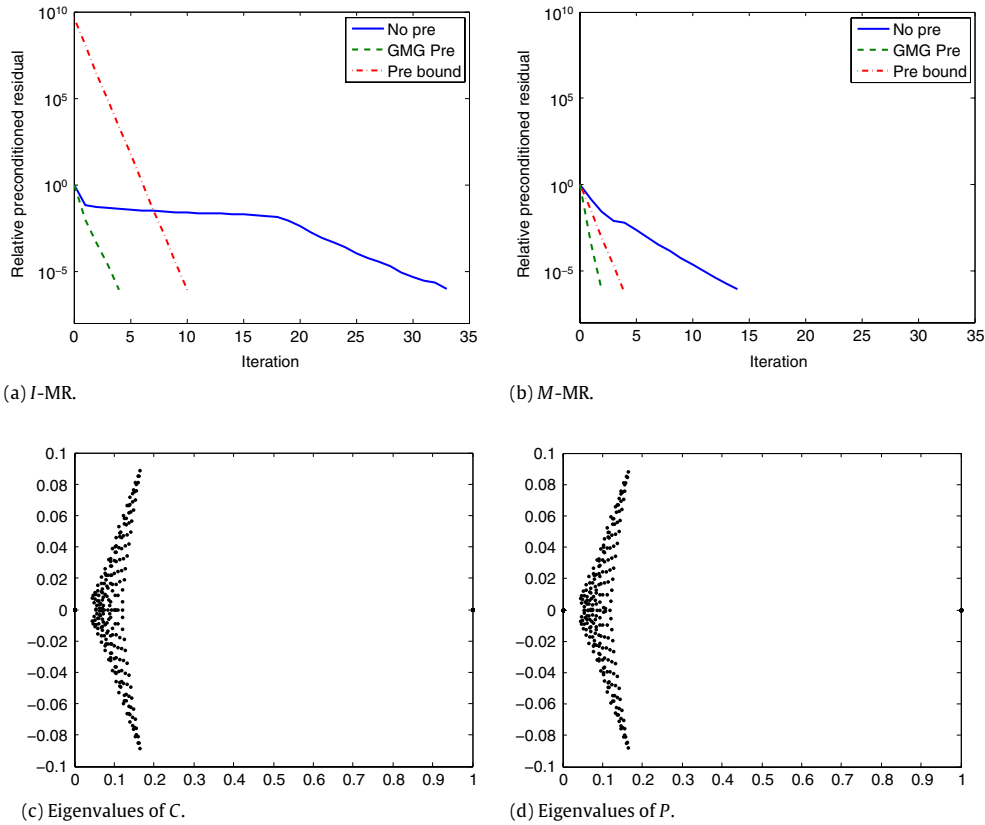 Relative preconditioned residual
10^10
10^5
10^0
10^−5
0 5 10 15 20 25 30 35
Iteration
No pre
GMG Pre
Pre bound
(a) I-MR.
Relative preconditioned residual
10^10
10^5
10^0
10^−5
0 5 10 15 20 25 30 35
Iteration
No pre
GMG Pre
Pre bound
(b) M-MR.
0.1
0.08
0.06
0.04
0.02
0
−0.02
−0.04
−0.06
−0.08
−0.1
0 0.1 0.2 0.3 0.4 0.5 0.6 0.7 0.8 0.9 1
(c) Eigenvalues of C.
0.1
0.08
0.06
0.04
0.02
0
−0.02
−0.04
−0.06
−0.08
−0.1
0 0.1 0.2 0.3 0.4 0.5 0.6 0.7 0.8 0.9 1
(d) Eigenvalues of P.